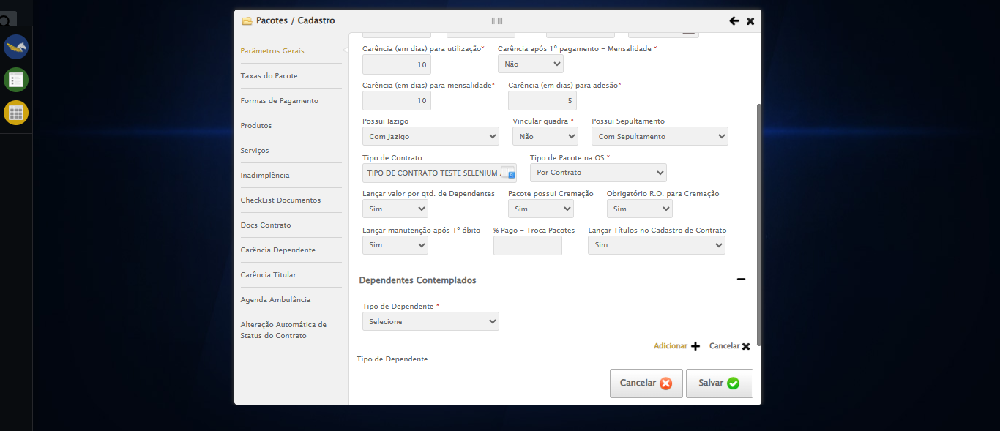 Pacotes / Cadastro
Parâmetros Gerais
Taxas do Pacote
Formas de Pagamento
Produtos
Serviços
Inadimplência
CheckList Documentos
Docs Contrato
Carência Dependente
Carência Titular
Agenda Ambulância
Alteração Automática de
Status do Contrato
Carência (em dias) para utilização* Carência após 1º pagamento - Mensalidade *
10 Não
Carência (em dias) para mensalidade* Carência (em dias) para adesão*
10 5
Possui Jazigo Vincular quadra * Possui Sepultamento
Com Jazigo Não Com Sepultamento
Tipo de Contrato Tipo de Pacote na OS *
TIPO DE CONTRATO TESTE SELENIUM Por Contrato
Lançar valor por qtd. de Dependentes Pacote possui Cremação Obrigatório R.O. para Cremação
Sim Sim Sim
Lançar manutenção após 1º óbito % Pago - Troca Pacotes Lançar Títulos no Cadastro de Contrato
Sim Sim
Dependentes Contemplados
Tipo de Dependente *
Selecione
Adicionar Cancelar
Tipo de Dependente
Cancelar Salvar